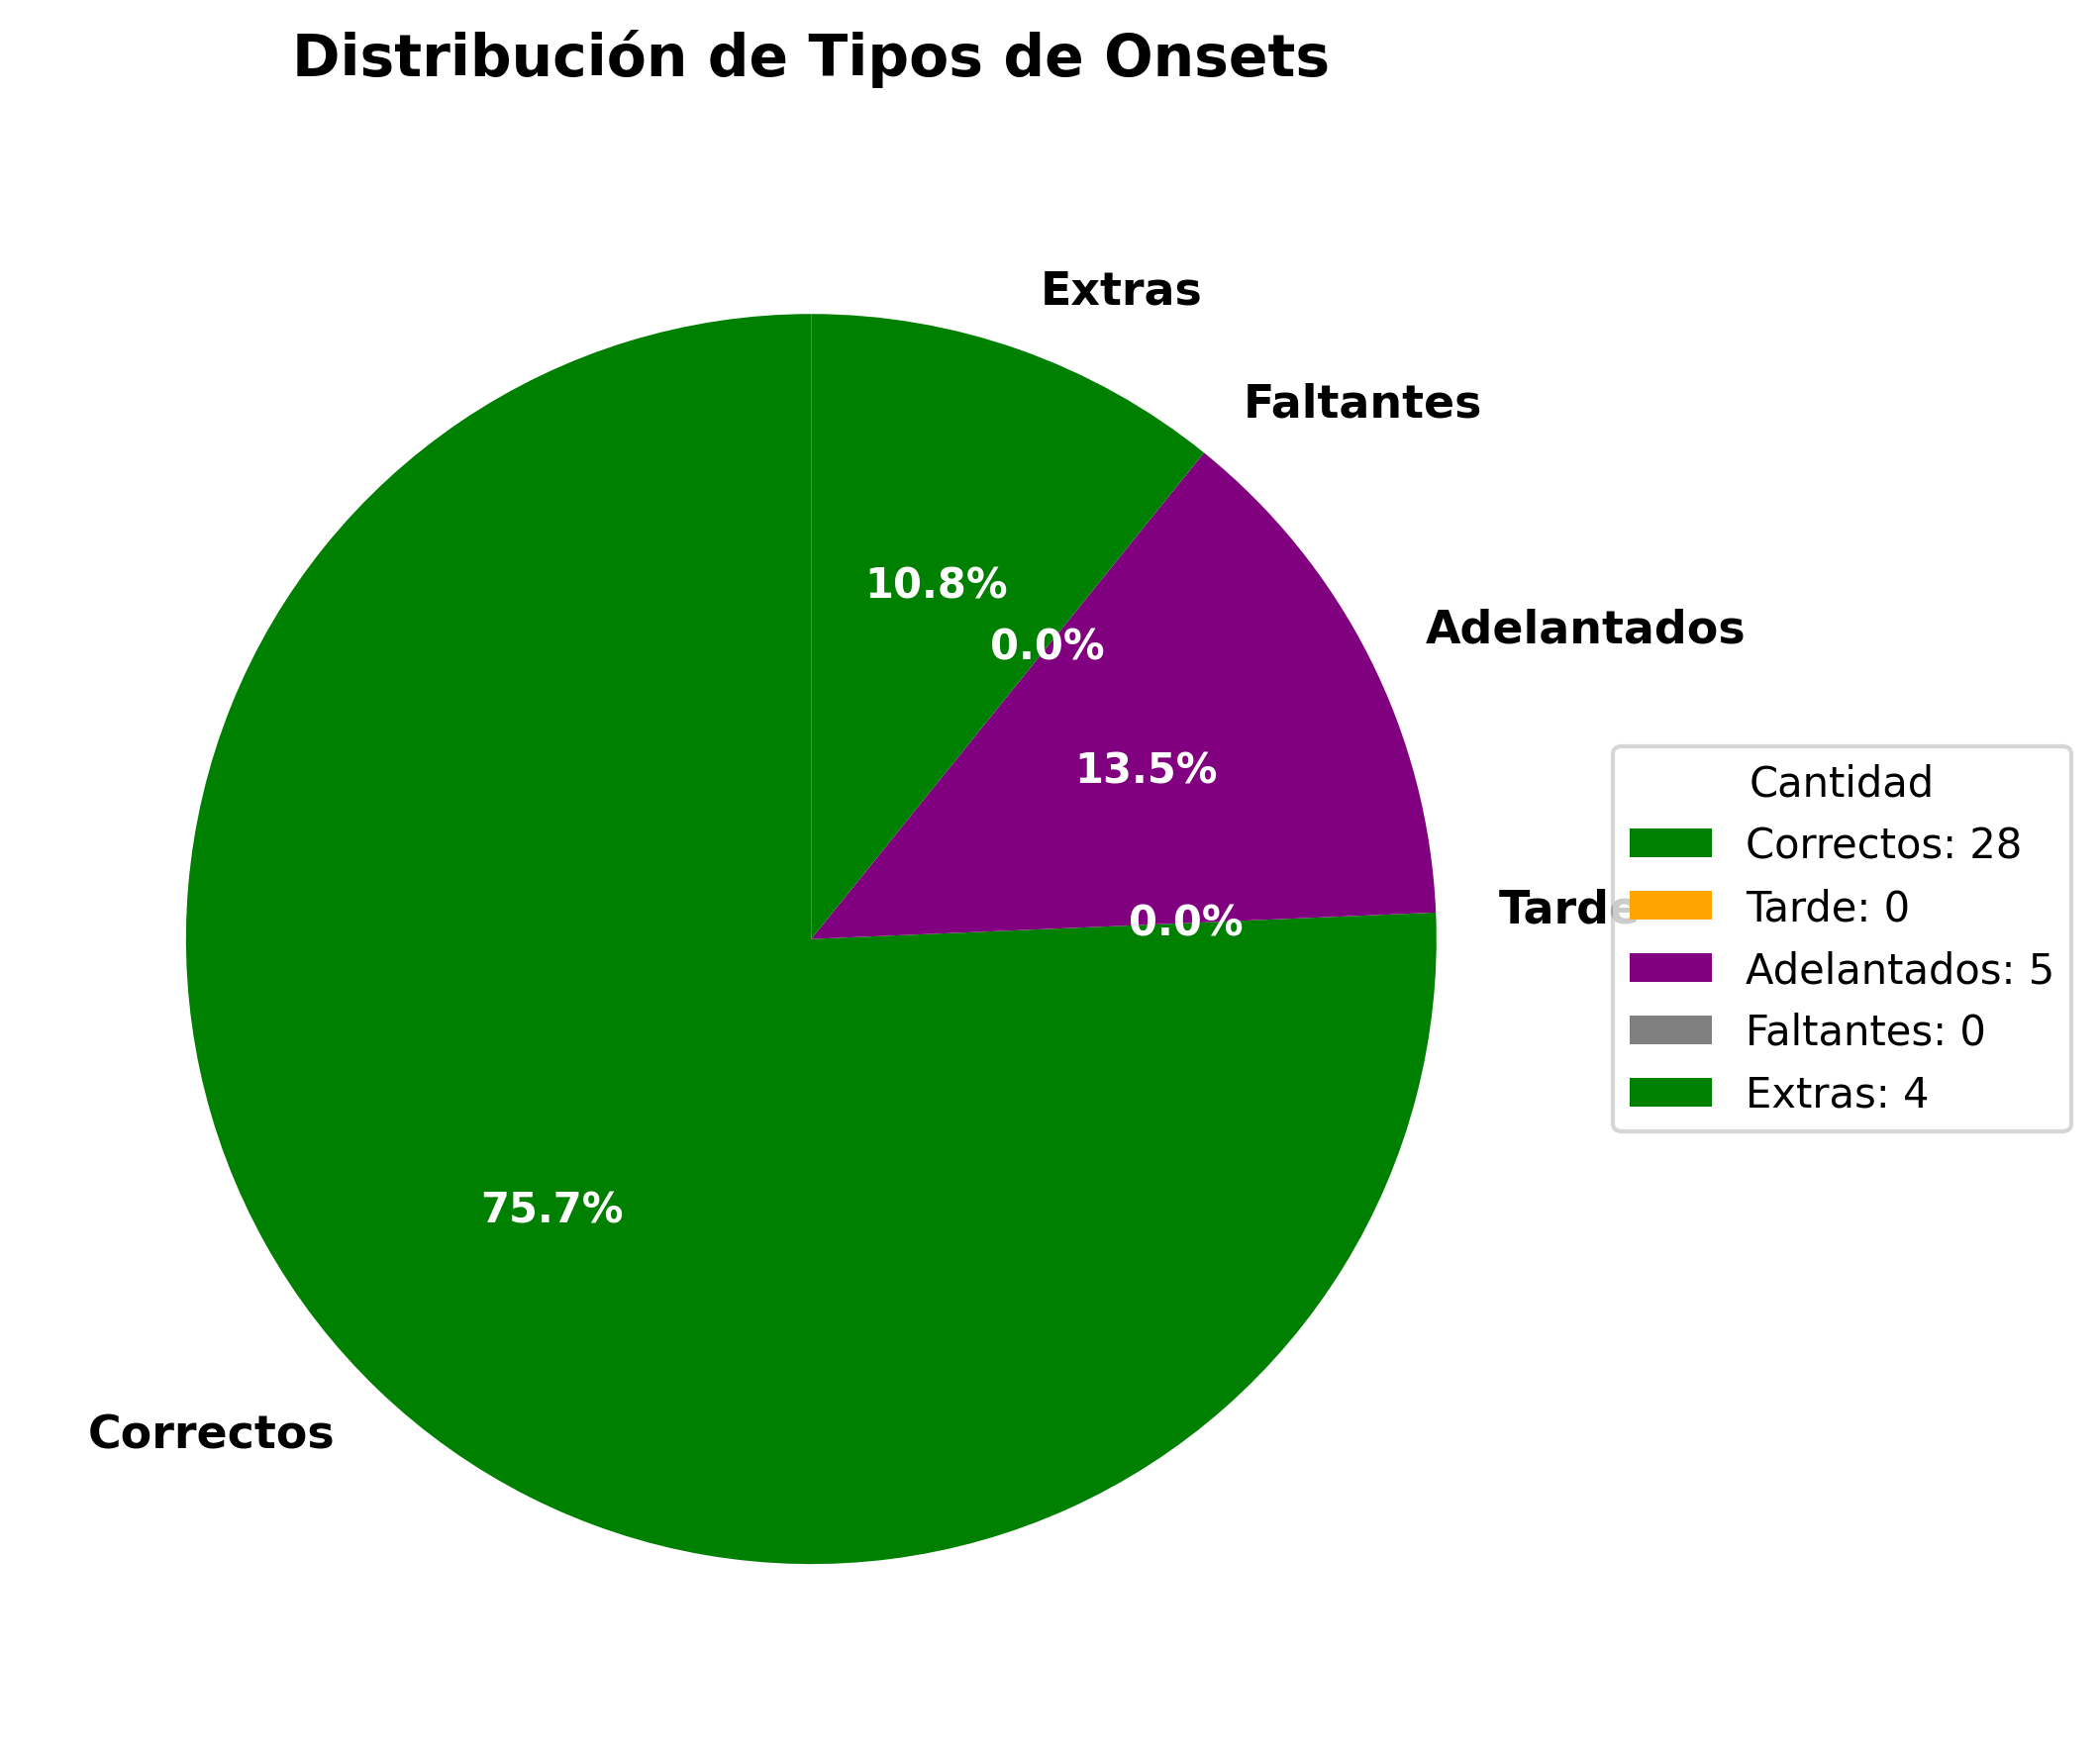 Distribución de Tipos de Onsets
Extras
Faltantes
10.8%
0.0%
Adelantados
13.5%
Tarde
0.0%
75.7%
Correctos
Cantidad
Correctos: 28
Tarde: 0
Adelantados: 5
Faltantes: 0
Extras: 4